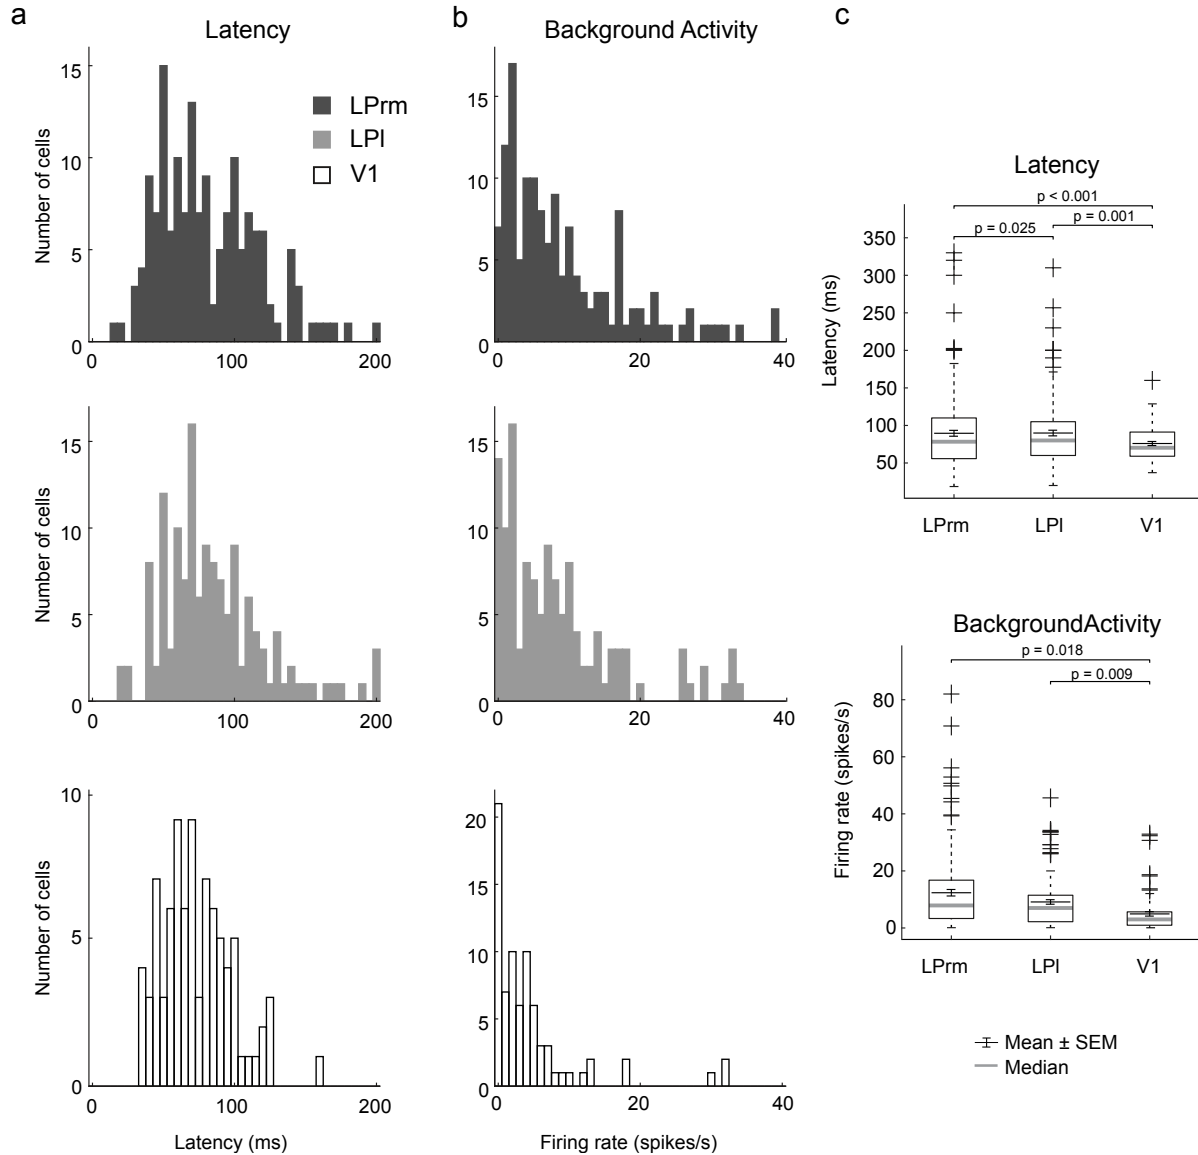 a
Latency
Number of cells
15
10
5
0
0
100
200
LPrm
LPl
V1
b
Background Activity
15
10
5
0
0
20
40
Number of cells
15
10
5
0
0
100
200
15
10
5
0
0
20
40
Number of cells
10
5
0
0
100
200
Latency (ms)
20
15
10
5
0
0
20
40
Firing rate (spikes/s)
c
Latency
p < 0.001
p = 0.025
p = 0.001
Latency (ms)
350
300
250
200
150
100
50
LPrm
LPl
V1
BackgroundActivity
p = 0.018
p = 0.009
Firing rate (spikes/s)
80
60
40
20
0
LPrm
LPl
V1
Mean ± SEM
Median